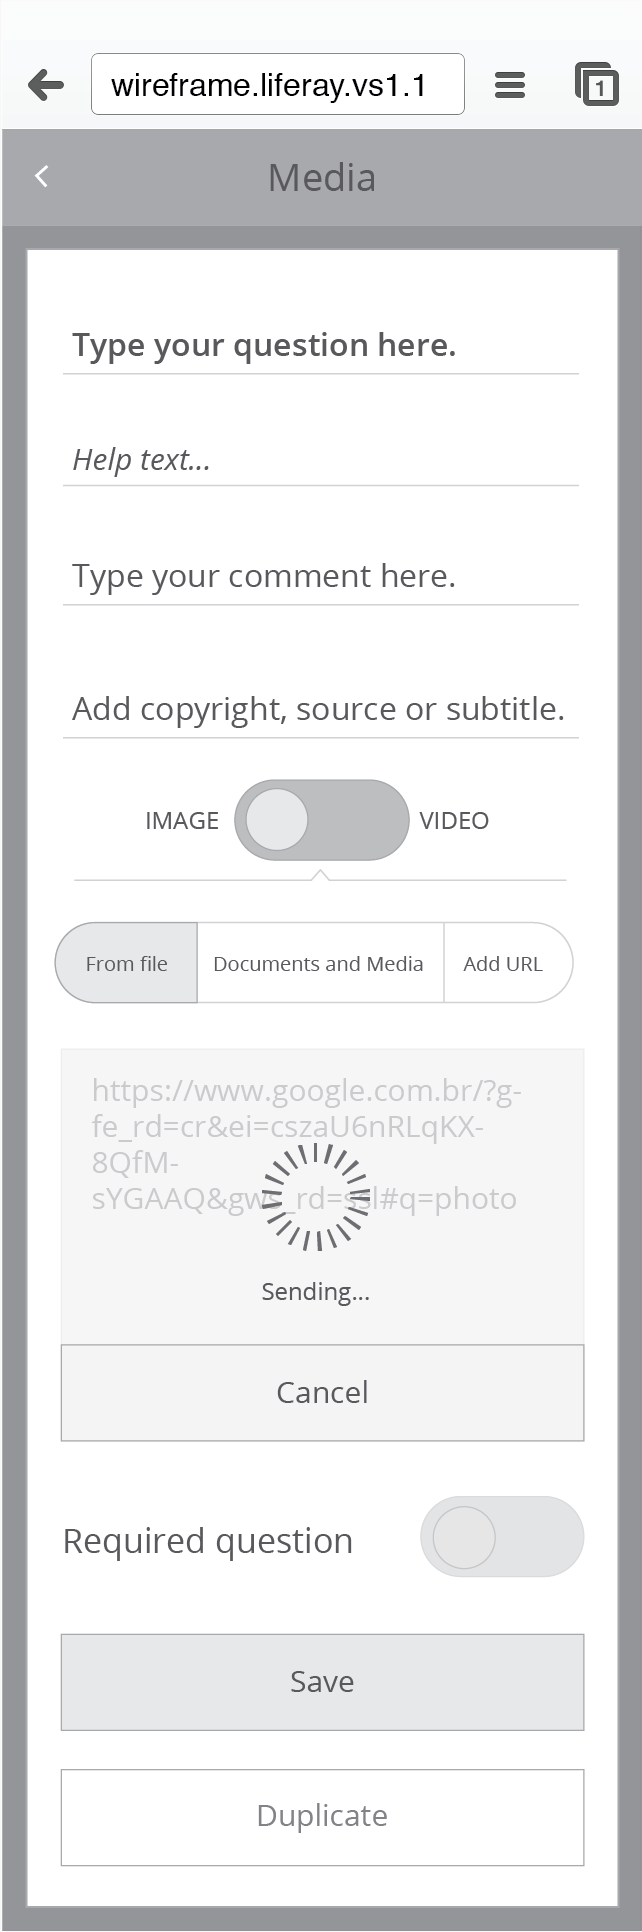 wireframe.liferay.vs1.1
1
Media
Type your question here.
Help text...
Type your comment here.
Add copyright, source or subtitle.
IMAGE VIDEO
From file Documents and Media Add URL
https://www.google.com.br/?g-
fe_rd=cr&ei=cszaU6nRLqKX-
8QfM-
sYGAAQ&gws_rd=ssl#q=photo
Sending...
Cancel
Required question
Save
Duplicate